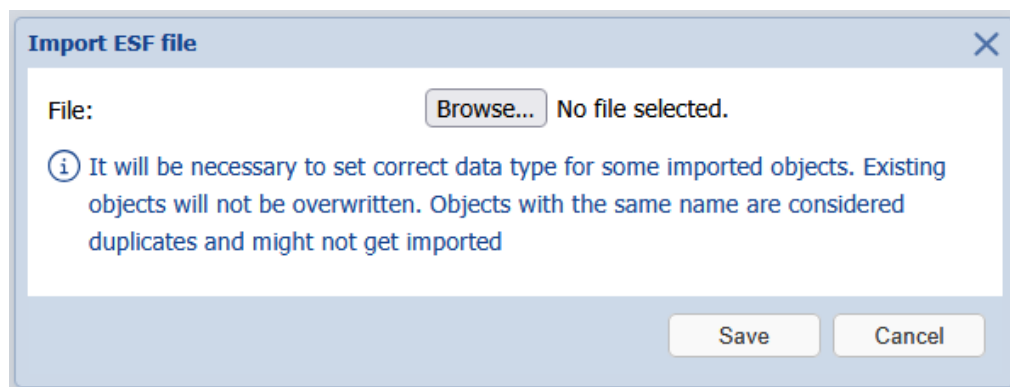 Import ESF file
File:
Browse... No file selected.
It will be necessary to set correct data type for some imported objects. Existing
objects will not be overwritten. Objects with the same name are considered
duplicates and might not get imported
Save
Cancel